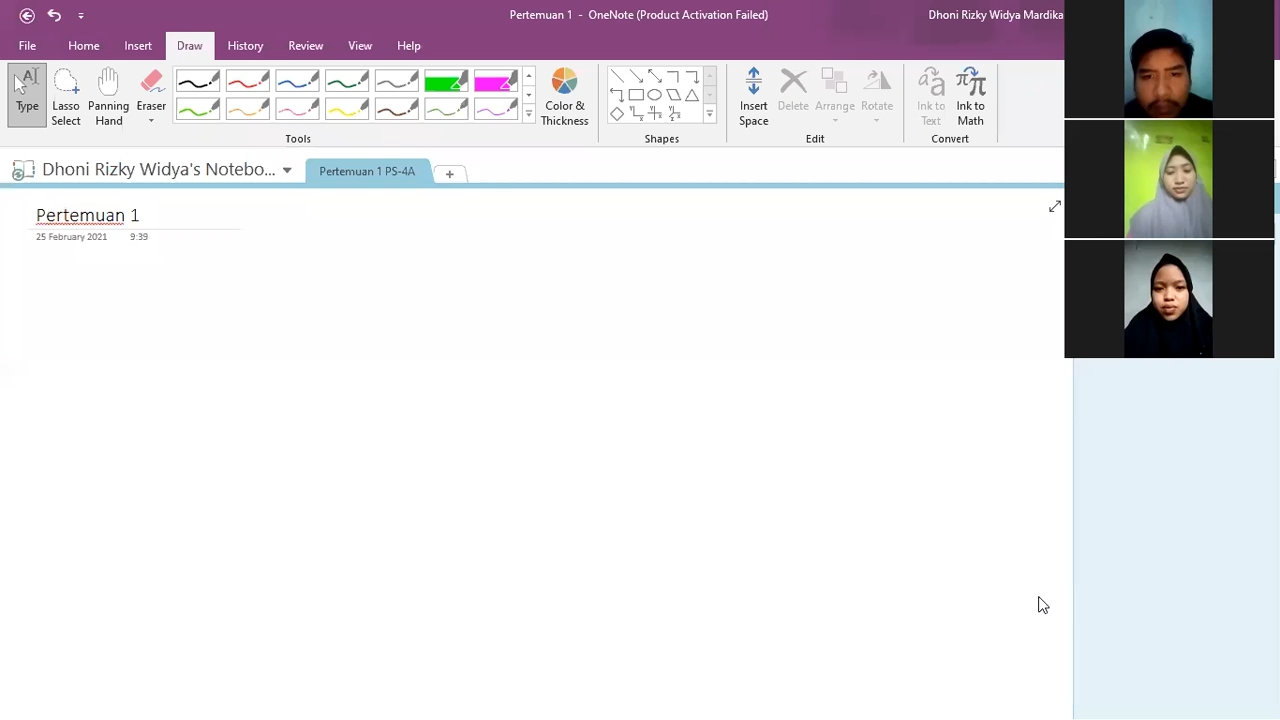 Pertemuan 1 - OneNote (Product Activation Failed)
Dhoni Rizky Widya Mardika
File Home Insert Draw History Review View Help
Type
Lasso Select
Panning Hand
Eraser
Color & Thickness
Insert Space
Delete
Arrange
Rotate
Ink to Text
Ink to Math
Tools
Shapes
Edit
Convert
Dhoni Rizky Widya's Notebo...
Pertemuan 1 PS-4A
Pertemuan 1
25 February 2021 9:39